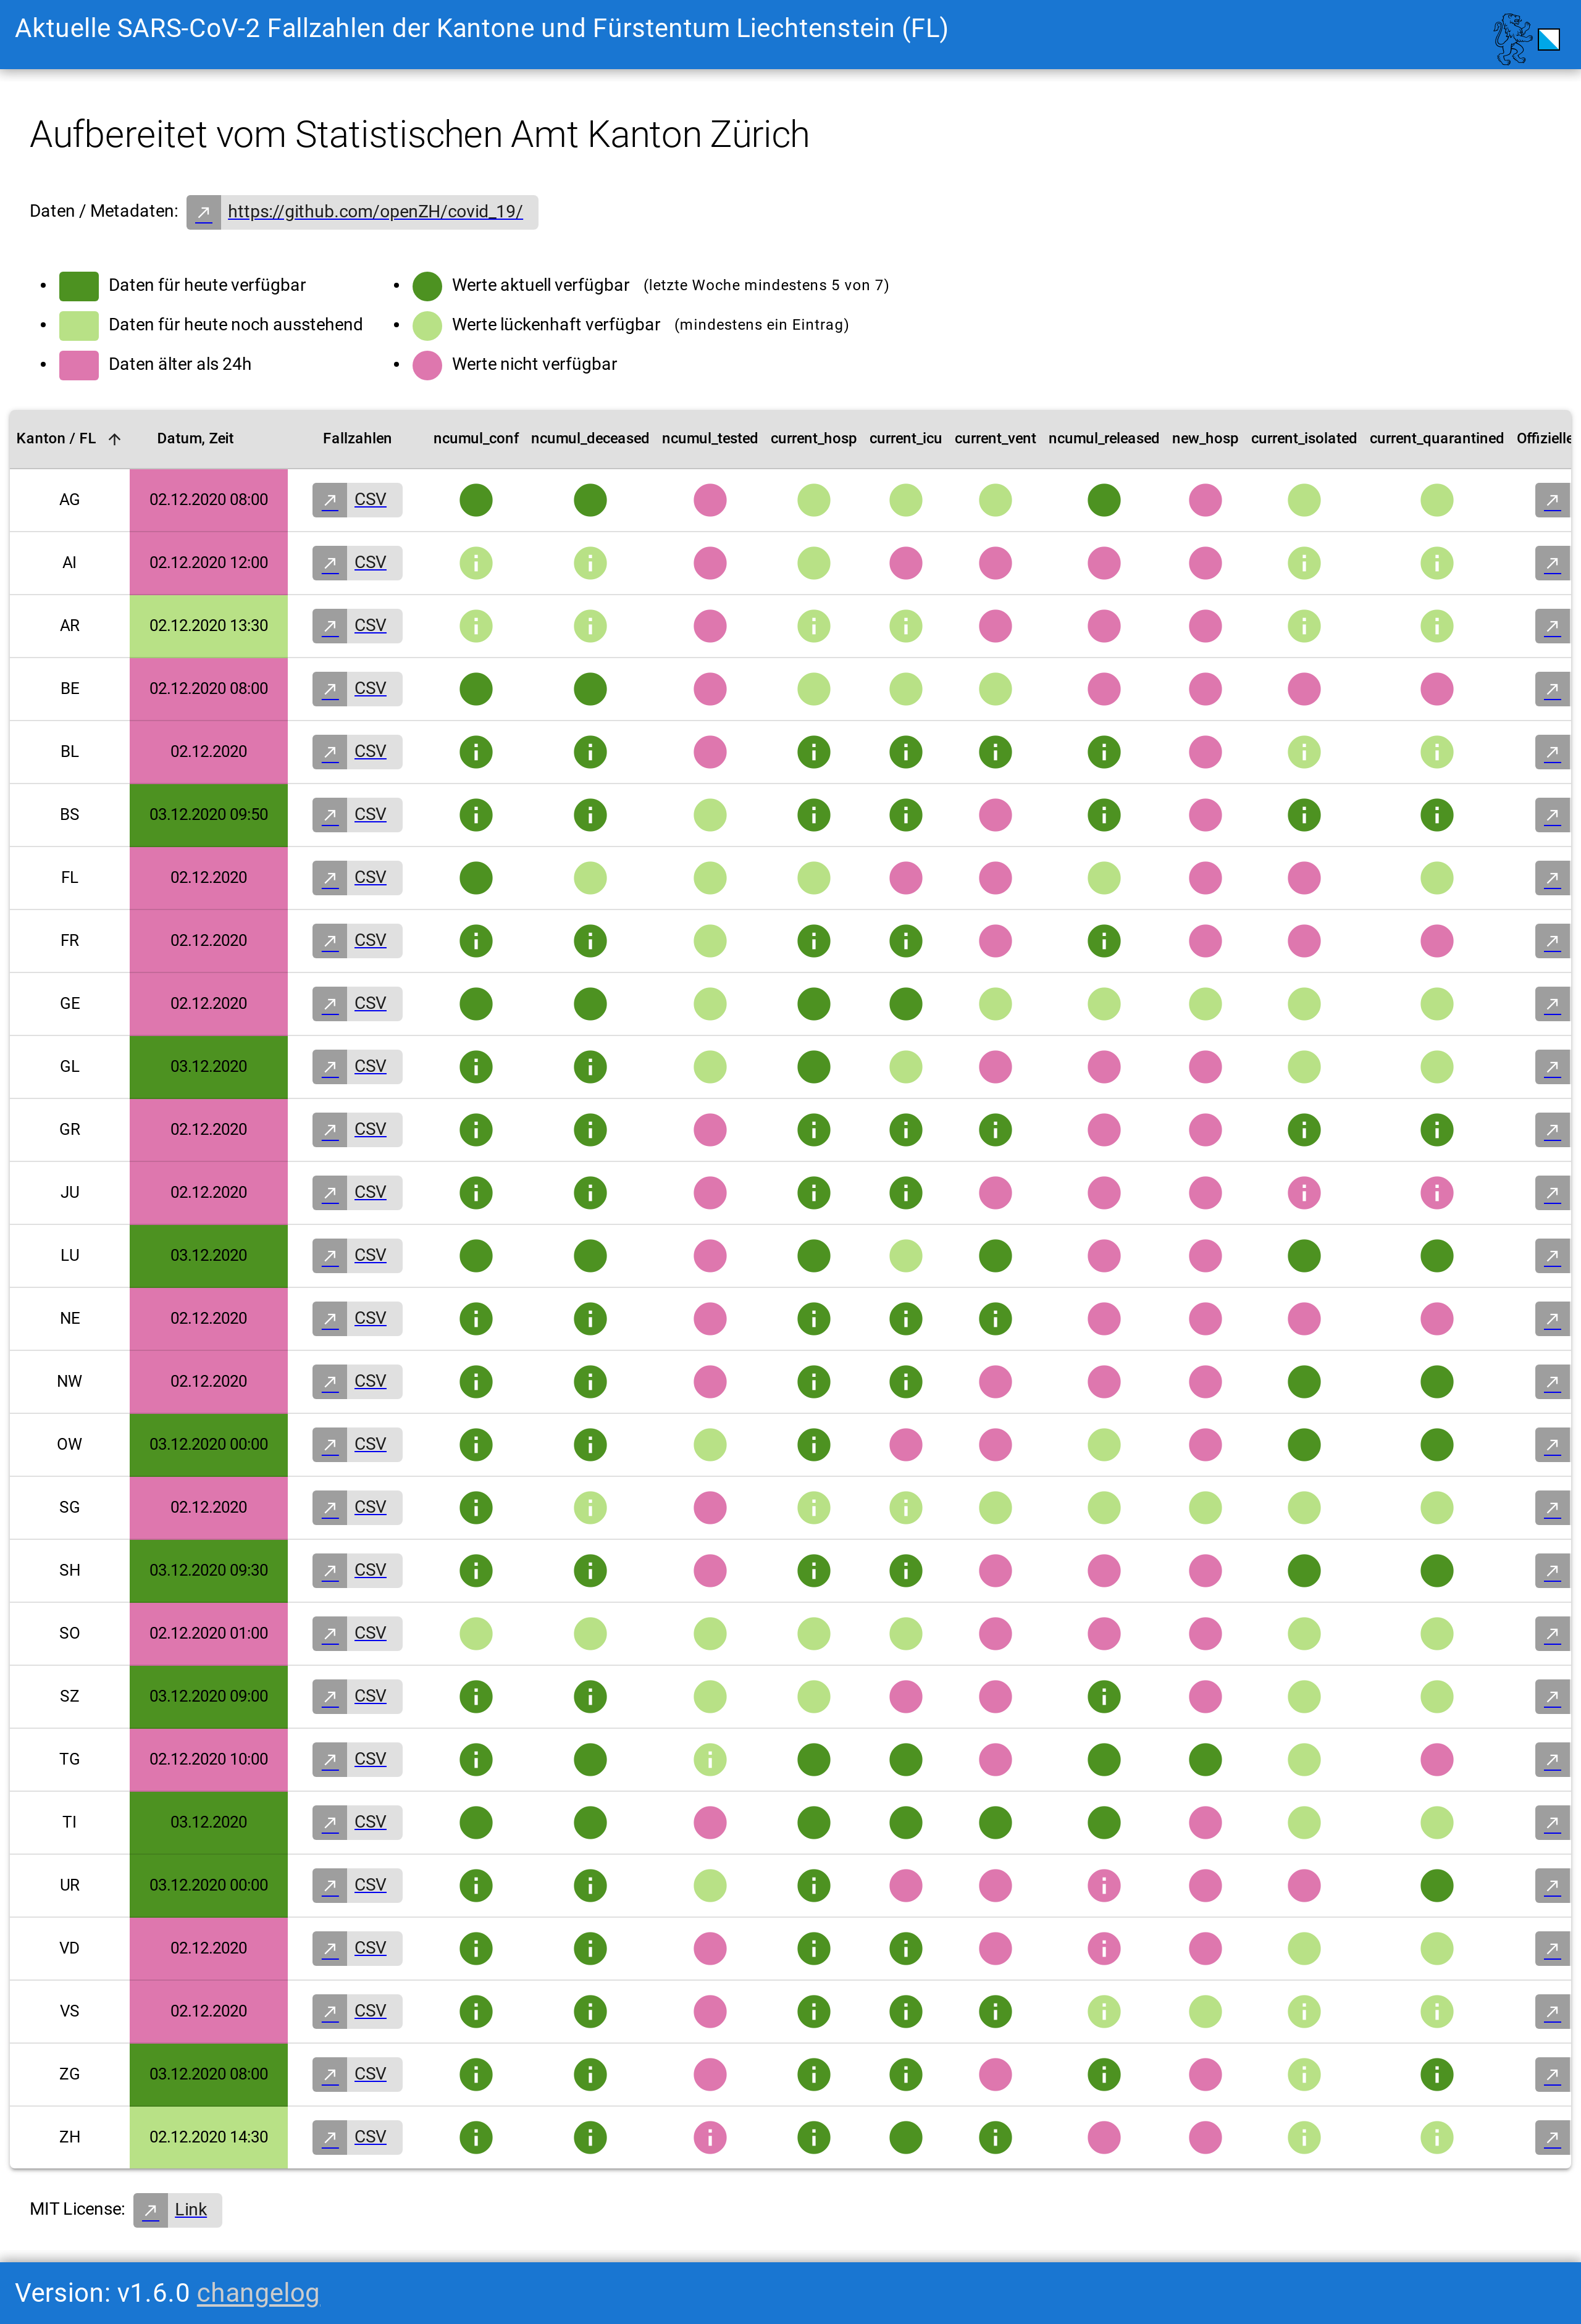 Aktuelle SARS-CoV-2 Fallzahlen der Kantone und Fürstentum Liechtenstein (FL)
Aufbereitet vom Statistischen Amt Kanton Zürich
Daten / Metadaten: https://github.com/openZH/covid_19/
Daten für heute verfügbar
Daten für heute noch ausstehend
Daten älter als 24h
Werte aktuell verfügbar (letzte Woche mindestens 5 von 7)
Werte lückenhaft verfügbar (mindestens ein Eintrag)
Werte nicht verfügbar
Kanton / FL Datum, Zeit Fallzahlen ncumul_conf ncumul_deceased ncumul_tested current_hosp current_icu current_vent ncumul_released new_hosp current_isolated current_quarantined Offizielle
AG 02.12.2020 08:00 CSV
AI 02.12.2020 12:00 CSV
AR 02.12.2020 13:30 CSV
BE 02.12.2020 08:00 CSV
BL 02.12.2020 CSV
BS 03.12.2020 09:50 CSV
FL 02.12.2020 CSV
FR 02.12.2020 CSV
GE 02.12.2020 CSV
GL 03.12.2020 CSV
GR 02.12.2020 CSV
JU 02.12.2020 CSV
LU 03.12.2020 CSV
NE 02.12.2020 CSV
NW 02.12.2020 CSV
OW 03.12.2020 00:00 CSV
SG 02.12.2020 CSV
SH 03.12.2020 09:30 CSV
SO 02.12.2020 01:00 CSV
SZ 03.12.2020 09:00 CSV
TG 02.12.2020 10:00 CSV
TI 03.12.2020 CSV
UR 03.12.2020 00:00 CSV
VD 02.12.2020 CSV
VS 02.12.2020 CSV
ZG 03.12.2020 08:00 CSV
ZH 02.12.2020 14:30 CSV
MIT License: Link
Version: v1.6.0 changelog